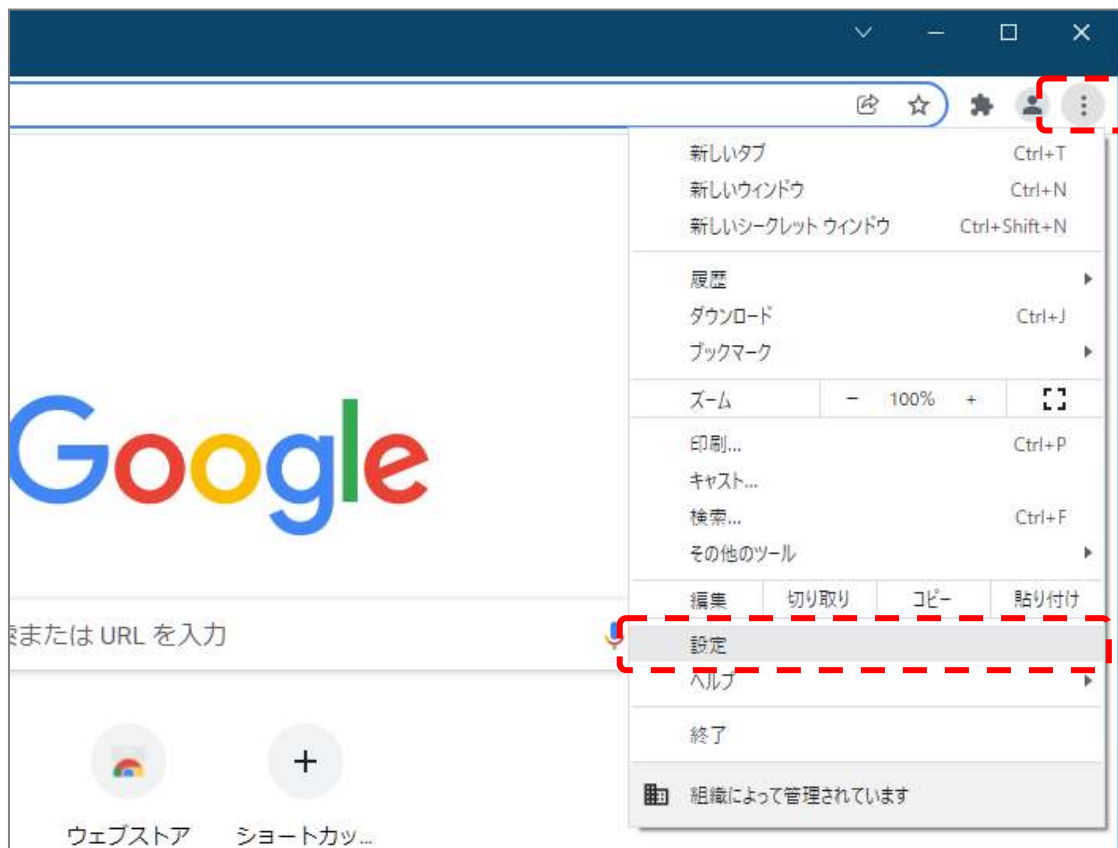 新しいタブ Ctrl+T
新しいウィンドウ Ctrl+N
新しいシークレット ウィンドウ Ctrl+Shift+N
履歴
ダウンロード Ctrl+J
ブックマーク
ズーム － 100% +
印刷... Ctrl+P
キャスト...
検索... Ctrl+F
その他のツール
編集 切り取り コピー 貼り付け
設定
ヘルプ
終了
組織によって管理されています
Google
または URL を入力
ウェブストア ショートカッ...